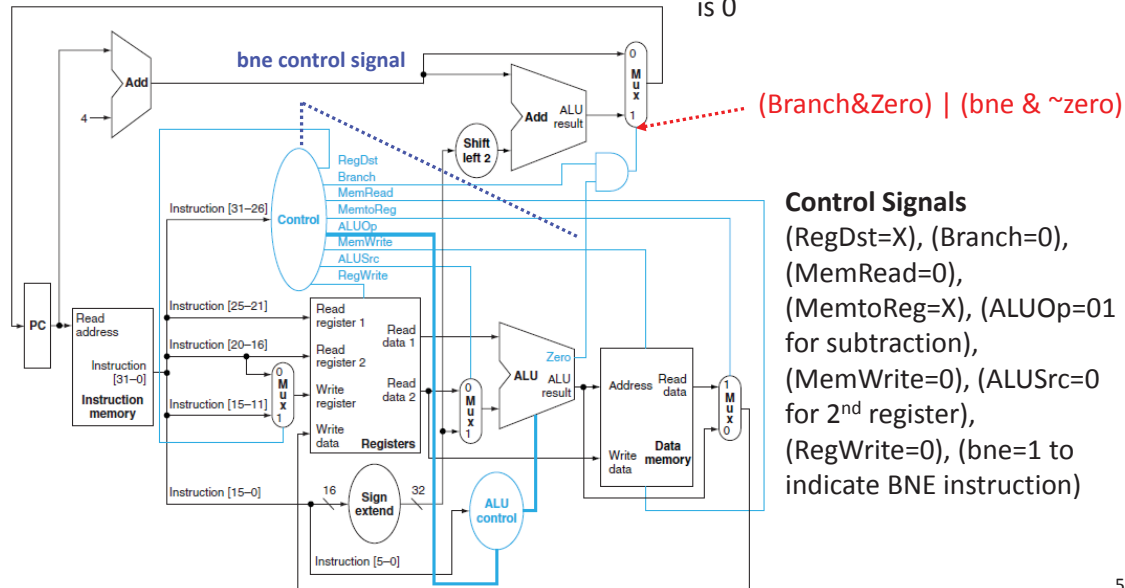 is 0
bne control signal
Add
4
0
M
u
x
1
Add
ALU
result
Shift
left 2
(Branch&Zero) | (bne & ~zero)
RegDst
Branch
MemRead
MemtoReg
ALUOp
MemWrite
ALUSrc
RegWrite
Control
Instruction [31–26]
Instruction [25–21]
Instruction [20–16]
Instruction [15–11]
Instruction [15–0]
Instruction [5–0]
PC
Read
address
Instruction
[31–0]
Instruction
memory
0
M
u
x
1
Read
register 1
Read
register 2
Write
register
Write
data
Read
data 1
Read
data 2
Registers
0
M
u
x
1
Zero
ALU
ALU
result
Address
Read
data
Write
data
Data
memory
1
M
u
x
0
16
Sign
extend
32
ALU
control
Control Signals
(RegDst=X), (Branch=0),
(MemRead=0),
(MemtoReg=X), (ALUOp=01
for subtraction),
(MemWrite=0), (ALUSrc=0
for 2nd register),
(RegWrite=0), (bne=1 to
indicate BNE instruction)
5